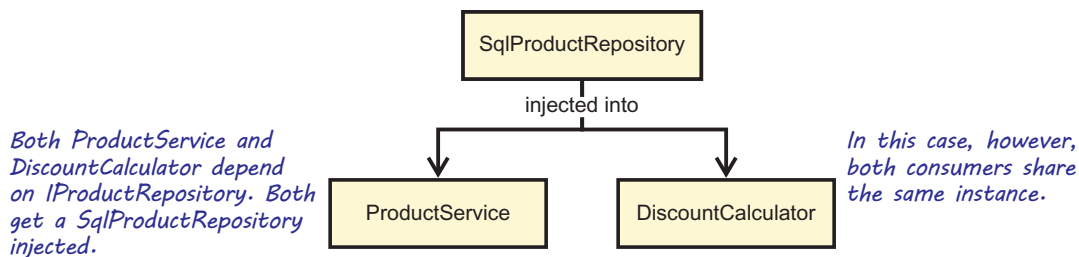 SqlProductRepository
injected into
Both ProductService and
DiscountCalculator depend
on IProductRepository. Both
get a SqlProductRepository
injected.
ProductService
DiscountCalculator
In this case, however,
both consumers share
the same instance.